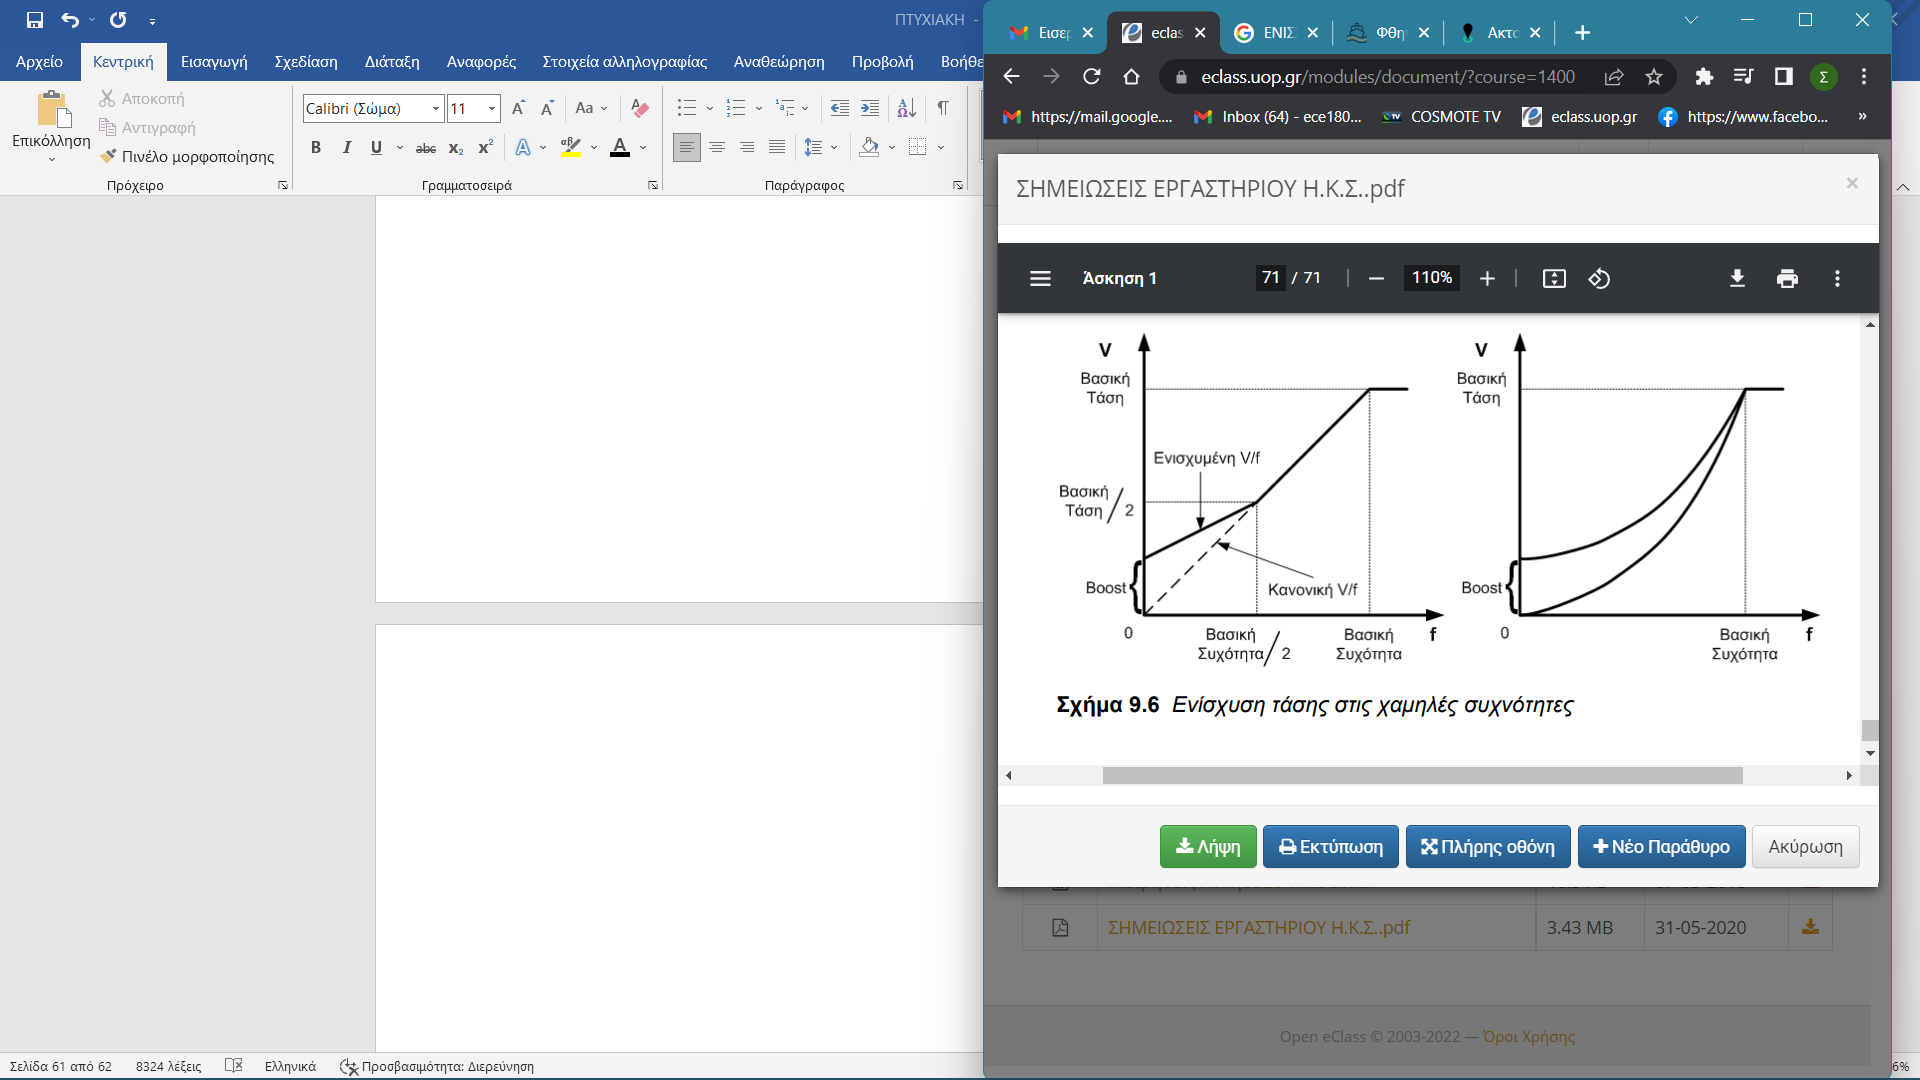 ΠΤΥΧΙΑΚΗ -
Αρχείο Κεντρική Εισαγωγή Σχεδίαση Διάταξη Αναφορές Στοιχεία αλληλογραφίας Αναθεώρηση Προβολή Βοήθε
Επικόλληση
Αποκοπή
Αντιγραφή
Πινέλο μορφοποίησης
Πρόχειρο
Calibri (Σώμα) 11
Γραμματοσειρά
Παράγραφος
Εισερ
eclas
ΕΝΙΣ
Φθην
Ακτο
eclass.uop.gr/modules/document/?course=1400
Σ
https://mail.google.... Inbox (64) - ece180... COSMOTE TV eclass.uop.gr https://www.facebo... »
ΣΗΜΕΙΩΣΕΙΣ ΕΡΓΑΣΤΗΡΙΟΥ Η.Κ.Σ..pdf
Άσκηση 1 71 / 71 110%
V
Βασική
Τάση
Ενισχυμένη V/f
Βασική
Τάση / 2
Boost
Κανονική V/f
0
Βασική
Συχότητα / 2
Βασική
Συχότητα
f
V
Βασική
Τάση
Boost
0
Βασική
Συχότητα
f
Σχήμα 9.6 Ενίσχυση τάσης στις χαμηλές συχνότητες
Λήψη Εκτύπωση Πλήρης οθόνη Νέο Παράθυρο Ακύρωση
ΣΗΜΕΙΩΣΕΙΣ ΕΡΓΑΣΤΗΡΙΟΥ Η.Κ.Σ..pdf 3.43 MB 31-05-2020
Open eClass © 2003-2022 — Όροι Χρήσης
Σελίδα 61 από 62 8324 λέξεις Ελληνικά Προσβασιμότητα: Διερεύνηση
6%